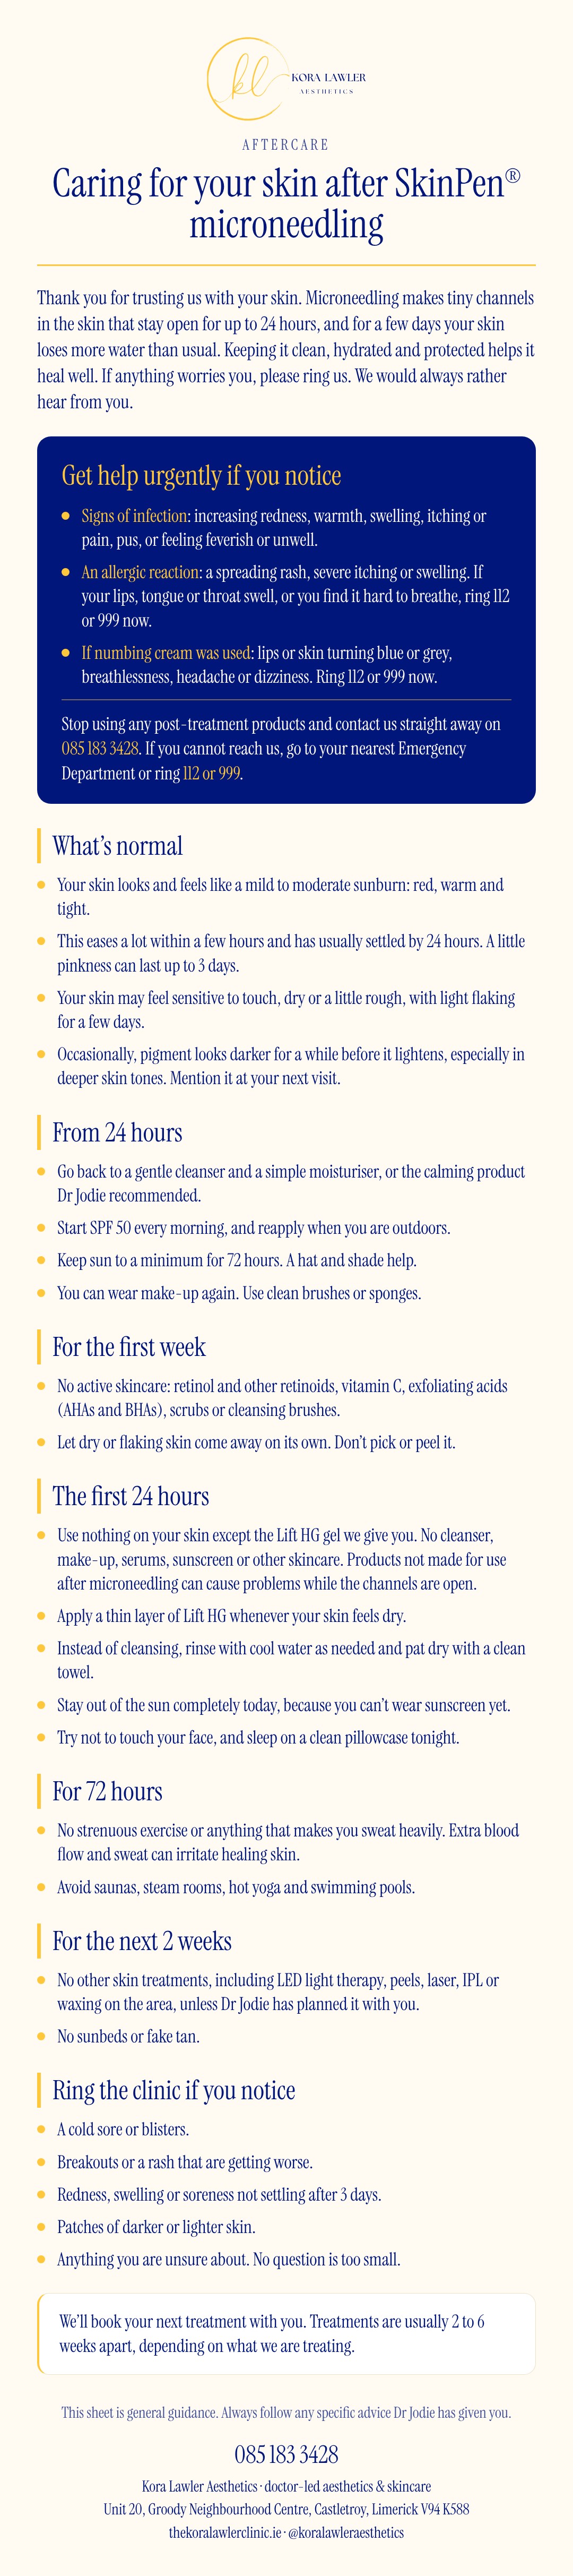 kl
KORA LAWLER
AESTHETICS
AFTERCARE
Caring for your skin after SkinPen®
microneedling
Thank you for trusting us with your skin. Microneedling makes tiny channels
in the skin that stay open for up to 24 hours, and for a few days your skin
loses more water than usual. Keeping it clean, hydrated and protected helps it
heal well. If anything worries you, please ring us. We would always rather
hear from you.
Get help urgently if you notice
Signs of infection: increasing redness, warmth, swelling, itching or
pain, pus, or feeling feverish or unwell.
An allergic reaction: a spreading rash, severe itching or swelling. If
your lips, tongue or throat swell, or you find it hard to breathe, ring 112
or 999 now.
If numbing cream was used: lips or skin turning blue or grey,
breathlessness, headache or dizziness. Ring 112 or 999 now.
Stop using any post-treatment products and contact us straight away on
085 183 3428. If you cannot reach us, go to your nearest Emergency
Department or ring 112 or 999.
What’s normal
Your skin looks and feels like a mild to moderate sunburn: red, warm and
tight.
This eases a lot within a few hours and has usually settled by 24 hours. A little
pinkness can last up to 3 days.
Your skin may feel sensitive to touch, dry or a little rough, with light flaking
for a few days.
Occasionally, pigment looks darker for a while before it lightens, especially in
deeper skin tones. Mention it at your next visit.
From 24 hours
Go back to a gentle cleanser and a simple moisturiser, or the calming product
Dr Jodie recommended.
Start SPF 50 every morning, and reapply when you are outdoors.
Keep sun to a minimum for 72 hours. A hat and shade help.
You can wear make-up again. Use clean brushes or sponges.
For the first week
No active skincare: retinol and other retinoids, vitamin C, exfoliating acids
(AHAs and BHAs), scrubs or cleansing brushes.
Let dry or flaking skin come away on its own. Don’t pick or peel it.
The first 24 hours
Use nothing on your skin except the Lift HG gel we give you. No cleanser,
make-up, serums, sunscreen or other skincare. Products not made for use
after microneedling can cause problems while the channels are open.
Apply a thin layer of Lift HG whenever your skin feels dry.
Instead of cleansing, rinse with cool water as needed and pat dry with a clean
towel.
Stay out of the sun completely today, because you can’t wear sunscreen yet.
Try not to touch your face, and sleep on a clean pillowcase tonight.
For 72 hours
No strenuous exercise or anything that makes you sweat heavily. Extra blood
flow and sweat can irritate healing skin.
Avoid saunas, steam rooms, hot yoga and swimming pools.
For the next 2 weeks
No other skin treatments, including LED light therapy, peels, laser, IPL or
waxing on the area, unless Dr Jodie has planned it with you.
No sunbeds or fake tan.
Ring the clinic if you notice
A cold sore or blisters.
Breakouts or a rash that are getting worse.
Redness, swelling or soreness not settling after 3 days.
Patches of darker or lighter skin.
Anything you are unsure about. No question is too small.
We’ll book your next treatment with you. Treatments are usually 2 to 6
weeks apart, depending on what we are treating.
This sheet is general guidance. Always follow any specific advice Dr Jodie has given you.
085 183 3428
Kora Lawler Aesthetics · doctor-led aesthetics & skincare
Unit 20, Groody Neighbourhood Centre, Castletroy, Limerick V94 K588
thekoralawlerclinic.ie · @koralawleraesthetics